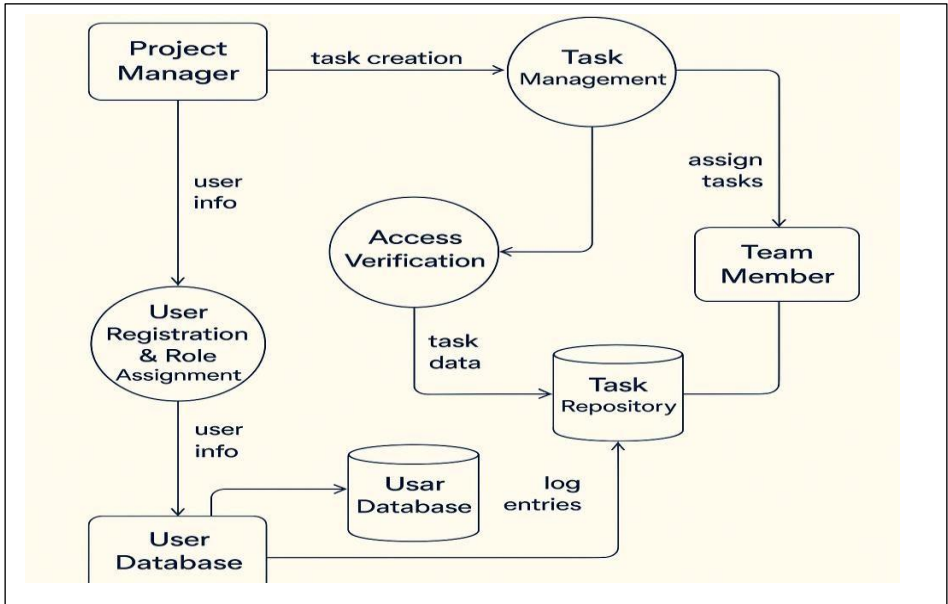 Project
Manager
task creation
Task
Management
user
info
assign
tasks
Access
Verification
Team
Member
User
Registration
& Role
Assignment
task
data
Task
Repository
user
info
Usar
Database
log
entries
User
Database